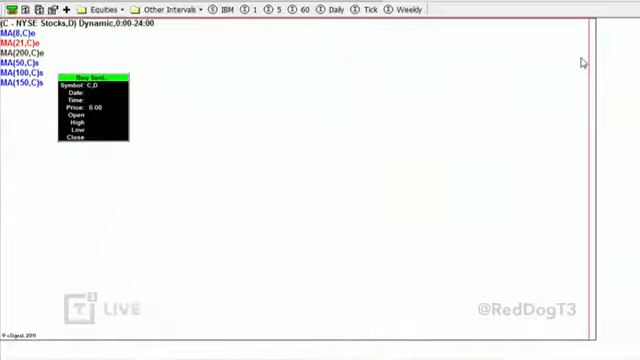 Equities Other Intervals IBM 1 5 60 Daily Tick Weekly
(C - NYSE Stocks,D) Dynamic,0:00-24:00
MA(8,C)e
MA(21,C)e
MA(200,C)e
MA(50,C)s
MA(100,C)s
MA(150,C)s
Symbol: C,D
Date:
Time:
Price: 0.00
Open
High
Low
Close
T3 LIVE
@RedDogT3
© eSignal, 2011